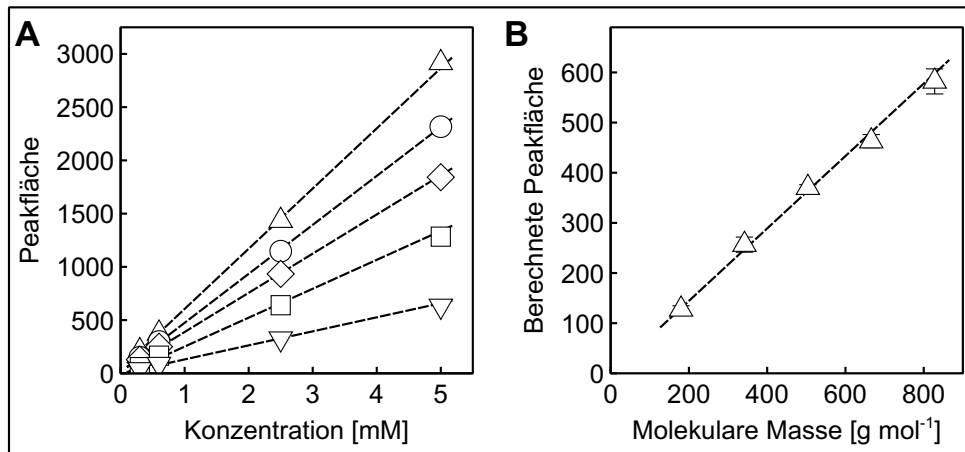 A
Peakfläche
3000
2500
2000
1500
1000
500
0
0 1 2 3 4 5
Konzentration [mM]
B
Berechnete Peakfläche
600
500
400
300
200
100
0
0 200 400 600 800
Molekulare Masse [g mol⁻¹]